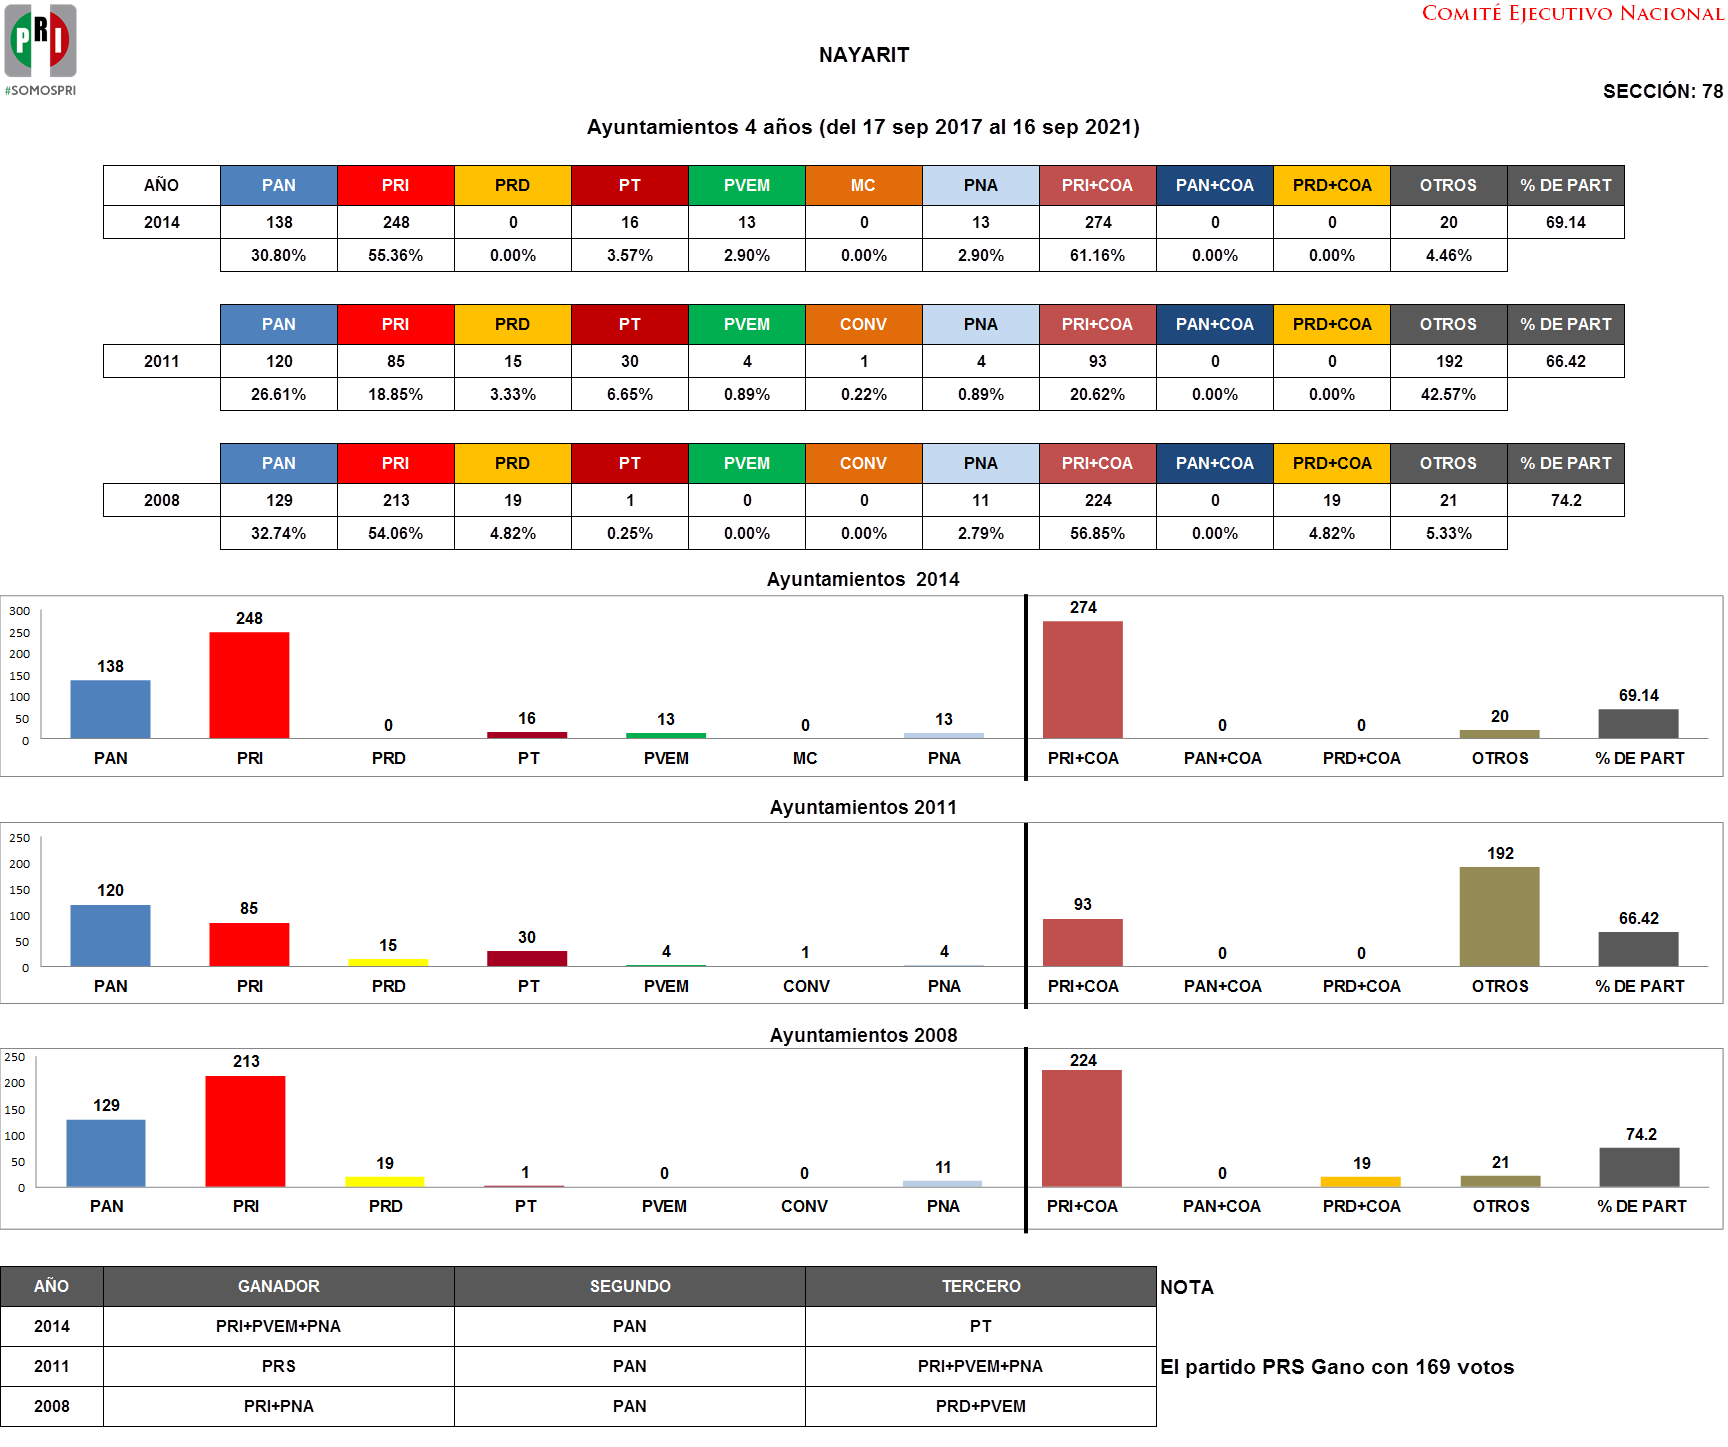 PRI
#SOMOSPRI
COMITÉ EJECUTIVO NACIONAL
NAYARIT
SECCIÓN: 78
Ayuntamientos 4 años (del 17 sep 2017 al 16 sep 2021)
AÑO PAN PRI PRD PT PVEM MC PNA PRI+COA PAN+COA PRD+COA OTROS % DE PART
2014 138 248 0 16 13 0 13 274 0 0 20 69.14
30.80% 55.36% 0.00% 3.57% 2.90% 0.00% 2.90% 61.16% 0.00% 0.00% 4.46%
PAN PRI PRD PT PVEM CONV PNA PRI+COA PAN+COA PRD+COA OTROS % DE PART
2011 120 85 15 30 4 1 4 93 0 0 192 66.42
26.61% 18.85% 3.33% 6.65% 0.89% 0.22% 0.89% 20.62% 0.00% 0.00% 42.57%
PAN PRI PRD PT PVEM CONV PNA PRI+COA PAN+COA PRD+COA OTROS % DE PART
2008 129 213 19 1 0 0 11 224 0 19 21 74.2
32.74% 54.06% 4.82% 0.25% 0.00% 0.00% 2.79% 56.85% 0.00% 4.82% 5.33%
Ayuntamientos 2014
300
250
200
150
100
50
0
138 248 0 16 13 0 13 274 0 0 20 69.14
PAN PRI PRD PT PVEM MC PNA PRI+COA PAN+COA PRD+COA OTROS % DE PART
Ayuntamientos 2011
250
200
150
100
50
0
120 85 15 30 4 1 4 93 0 0 192 66.42
PAN PRI PRD PT PVEM CONV PNA PRI+COA PAN+COA PRD+COA OTROS % DE PART
Ayuntamientos 2008
250
200
150
100
50
0
129 213 19 1 0 0 11 224 0 19 21 74.2
PAN PRI PRD PT PVEM CONV PNA PRI+COA PAN+COA PRD+COA OTROS % DE PART
AÑO GANADOR SEGUNDO TERCERO NOTA
2014 PRI+PVEM+PNA PAN PT
2011 PRS PAN PRI+PVEM+PNA El partido PRS Gano con 169 votos
2008 PRI+PNA PAN PRD+PVEM